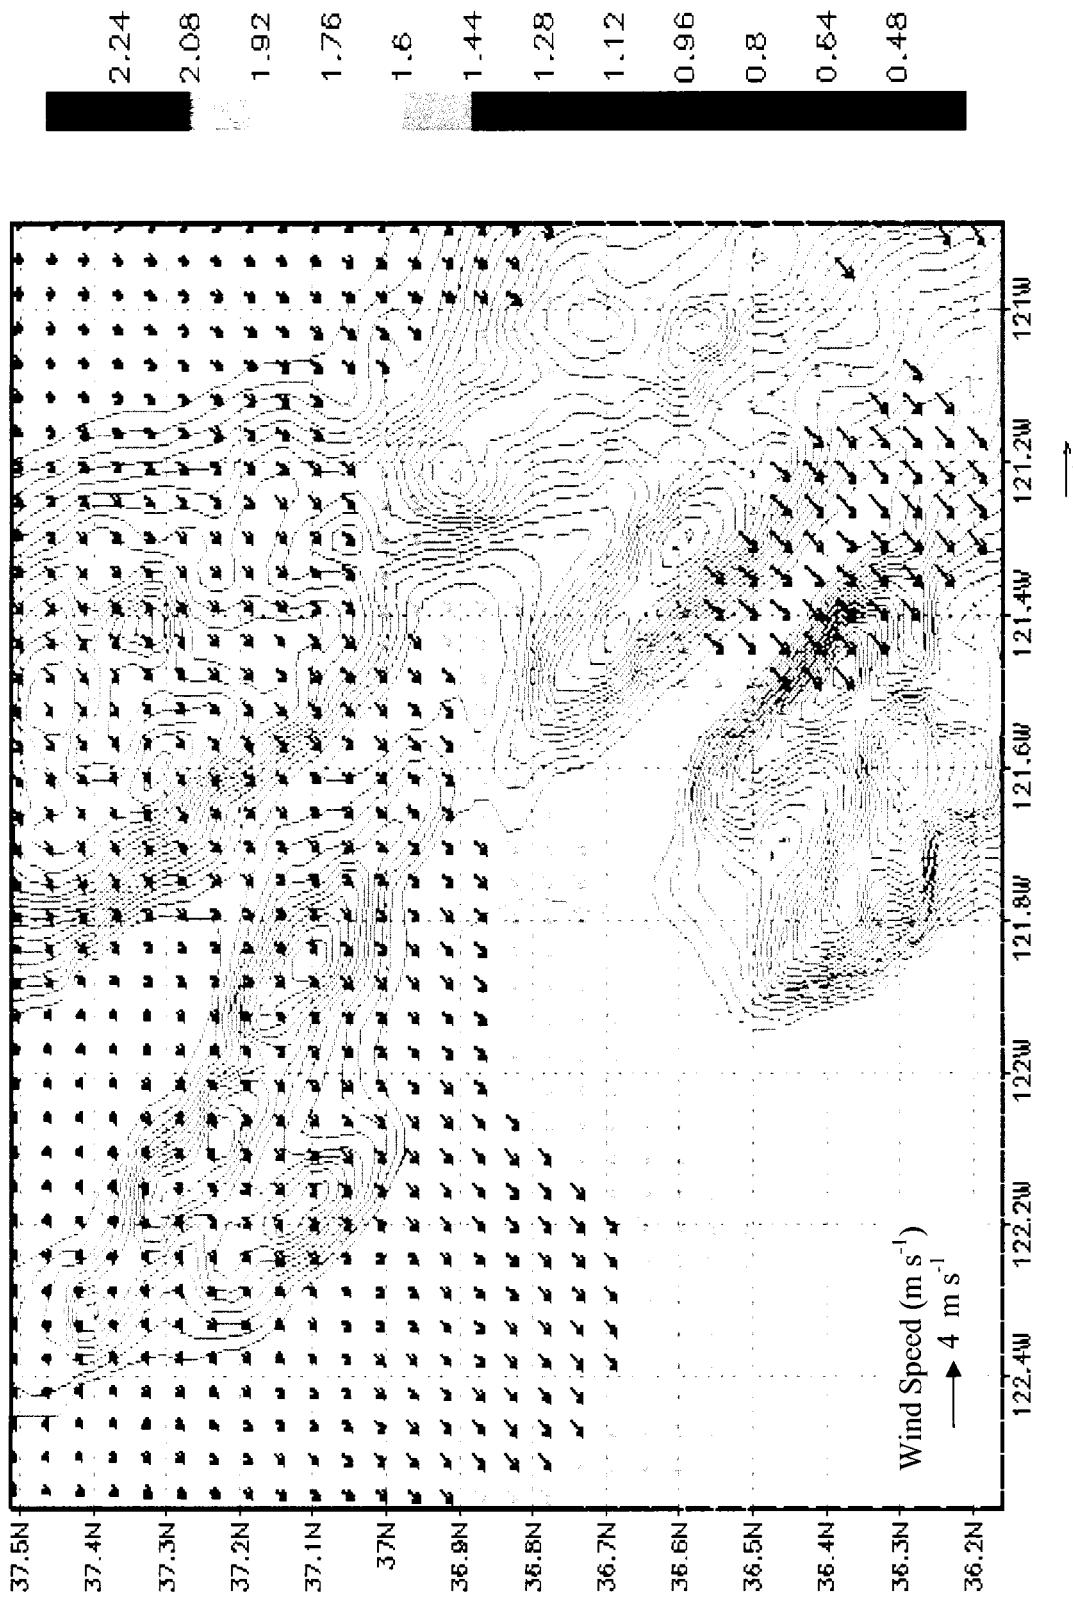 2.24
2.08
1.92
1.76
1.6
1.44
1.28
1.12
0.96
0.8
0.64
0.48
37.5N
37.4N
37.3N
37.2N
37.1N
37N
36.9N
36.8N
36.7N
36.6N
36.5N
36.4N
36.3N
36.2N
Wind Speed (m s⁻¹)
4 m s⁻¹
122.4W
122.2W
122W
121.8W
121.6W
121.4W
121.2W
121W